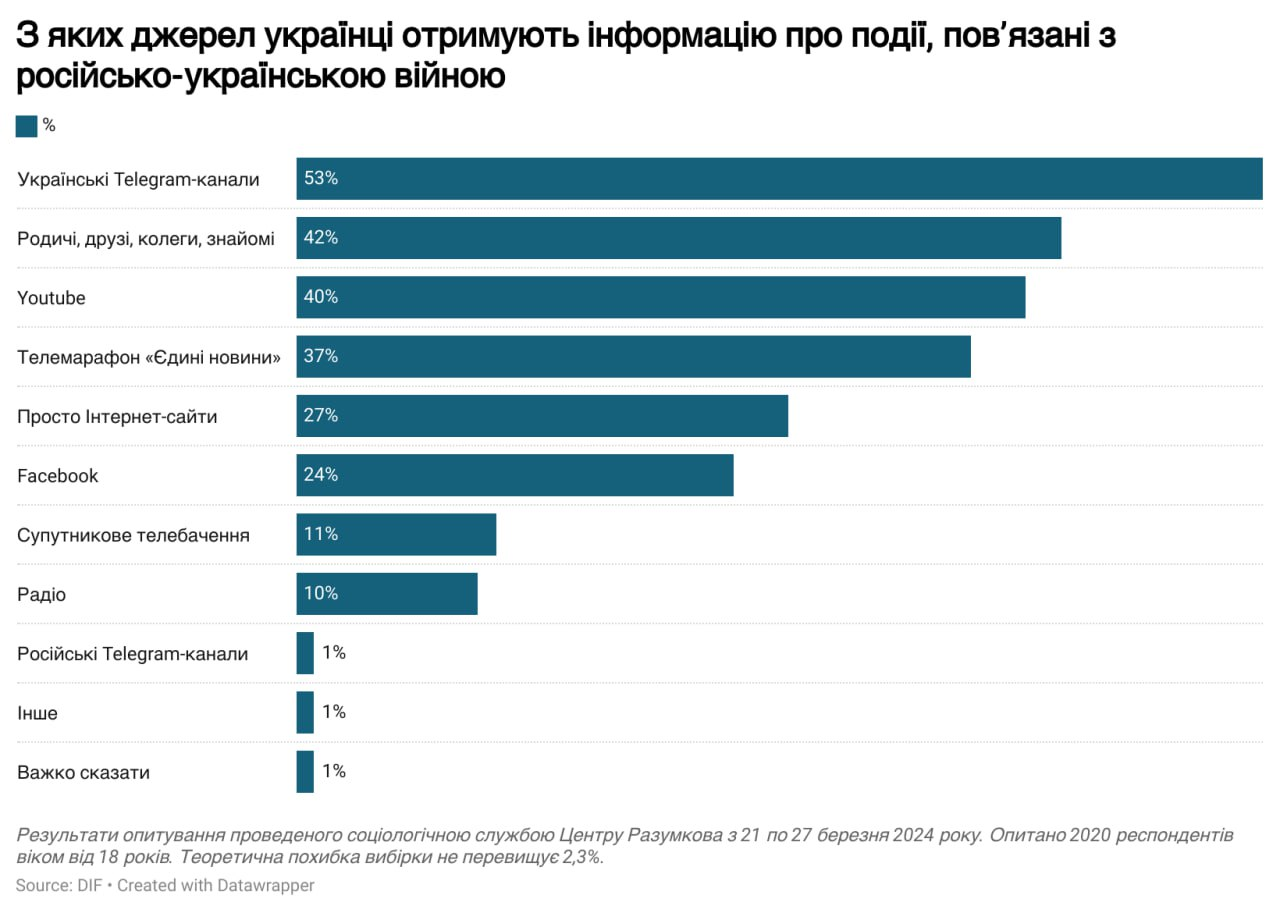 З яких джерел українці отримують інформацію про події, пов’язані з
російсько-українською війною
%
Українські Telegram-канали 53%
Родичі, друзі, колеги, знайомі 42%
Youtube 40%
Телемарафон «Єдині новини» 37%
Просто Інтернет-сайти 27%
Facebook 24%
Супутникове телебачення 11%
Радіо 10%
Російські Telegram-канали 1%
Інше 1%
Важко сказати 1%
Результати опитування проведеного соціологічною службою Центру Разумкова з 21 по 27 березня 2024 року. Опитано 2020 респондентів
віком від 18 років. Теоретична похибка вибірки не перевищує 2,3%.
Source: DIF • Created with Datawrapper